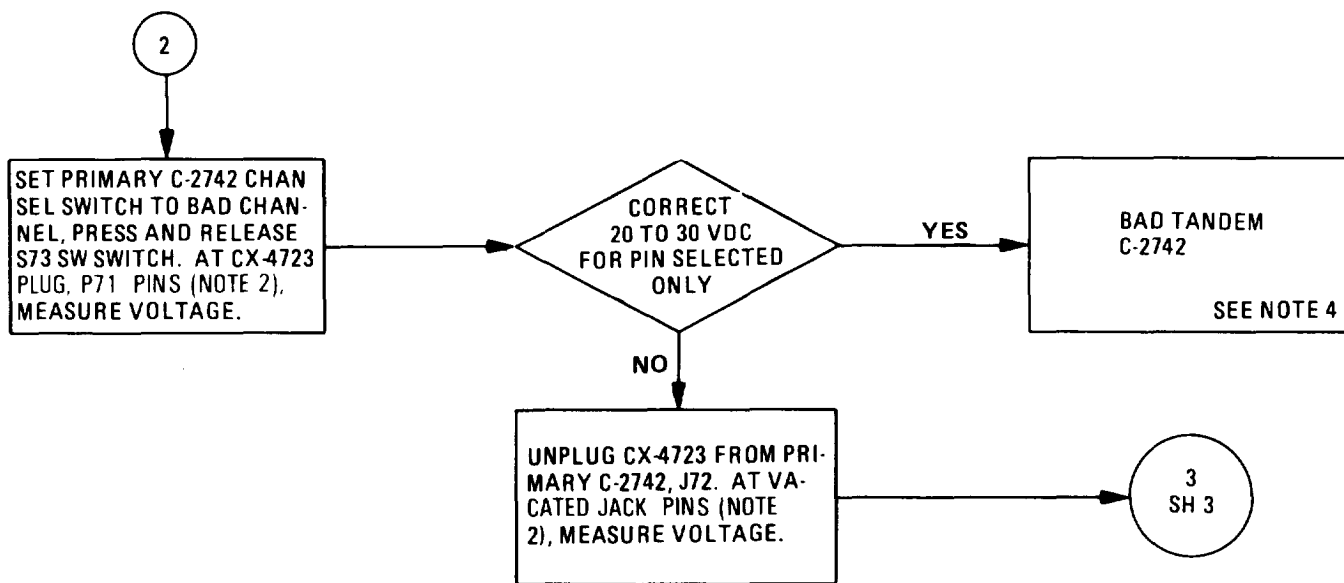 2
SET PRIMARY C-2742 CHAN
SEL SWITCH TO BAD CHAN-
NEL, PRESS AND RELEASE
S73 SW SWITCH. AT CX-4723
PLUG, P71 PINS (NOTE 2),
MEASURE VOLTAGE.
CORRECT
20 TO 30 VDC
FOR PIN SELECTED
ONLY
YES
BAD TANDEM
C-2742
SEE NOTE 4
NO
UNPLUG CX-4723 FROM PRI-
MARY C-2742, J72. AT VA-
CATED JACK PINS (NOTE
2), MEASURE VOLTAGE.
3
SH 3